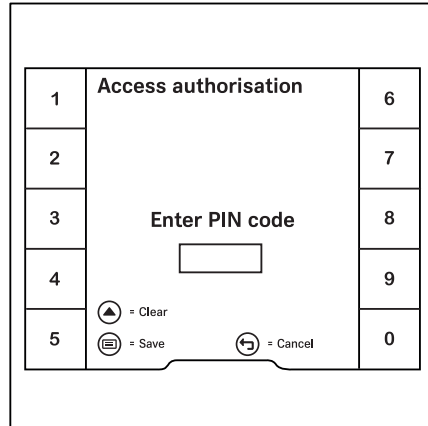 Access authorisation
1
6
2
7
3
Enter PIN code
8
4
9
= Clear
5
= Save
= Cancel
0